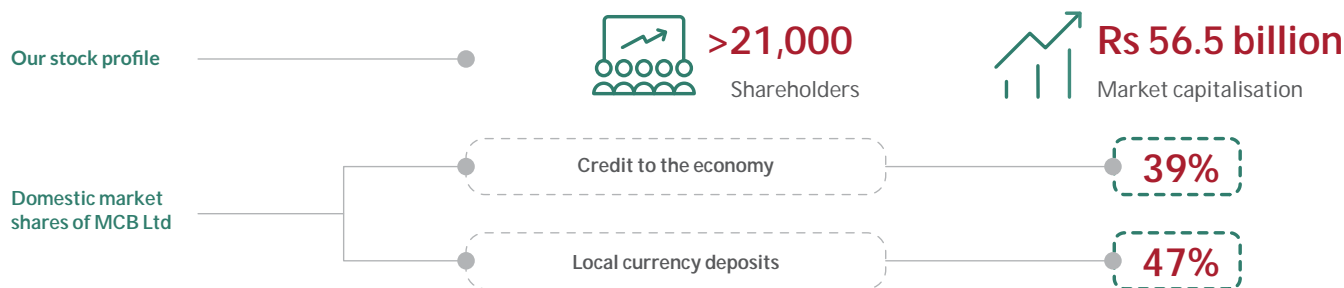 Our stock profile
>21,000
Shareholders
Rs 56.5 billion
Market capitalisation
Domestic market
shares of MCB Ltd
Credit to the economy
39%
Local currency deposits
47%